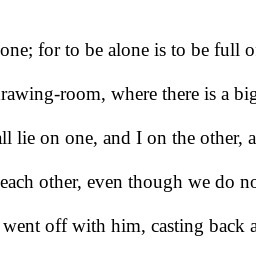 one; for to be alone is to be full o
rawing-room, where there is a big
ll lie on one, and I on the other, a
each other, even though we do no
went off with him, casting back a